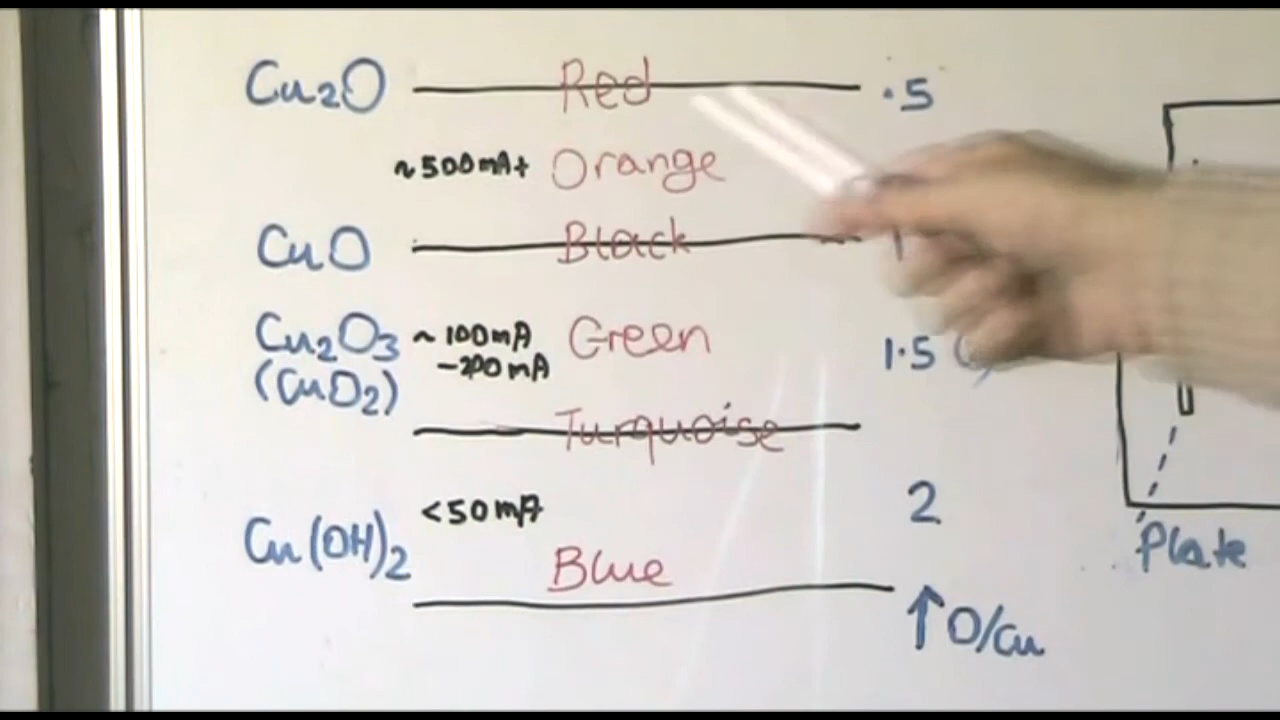 Cu2O Red .5
~500mA+ Orange
CuO Black 1
Cu2O3 ~100mA Green 1.5
(CuO2) -200mA
Turquoise
<50mA 2
Cu(OH)2 Blue
↑O/Cu
Plate